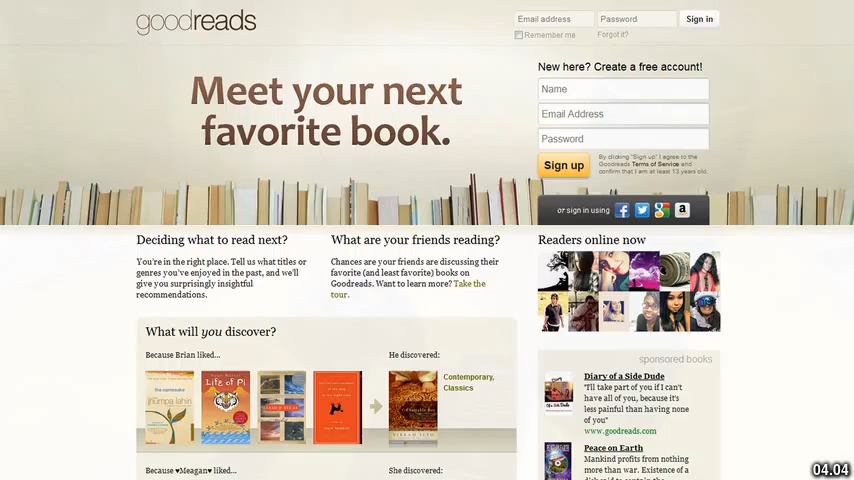 goodreads
Email address
Password
Sign in
Remember me
Forgot it?
Meet your next
favorite book.
New here? Create a free account!
Name
Email Address
Password
Sign up
By clicking "Sign up" I agree to the
Goodreads Terms of Service and
confirm that I am at least 13 years old.
or sign in using
Deciding what to read next?
You're in the right place. Tell us what titles or
genres you've enjoyed in the past, and we'll
give you surprisingly insightful
recommendations.
What are your friends reading?
Chances are your friends are discussing their
favorite (and least favorite) books on
Goodreads. Want to learn more? Take the
tour.
Readers online now
What will you discover?
Because Brian liked...
He discovered:
jhumpa lahiri
Life of Pi
Contemporary,
Classics
VIKRAM SETH
Because ♥Meagan♥ liked...
She discovered:
sponsored books
Diary of a Side Dude
"I'll take part of you if I can't
have all of you, because it's
less painful than having none
of you"
www.goodreads.com
Peace on Earth
Mankind profits from nothing
more than war. Existence of a
04.04